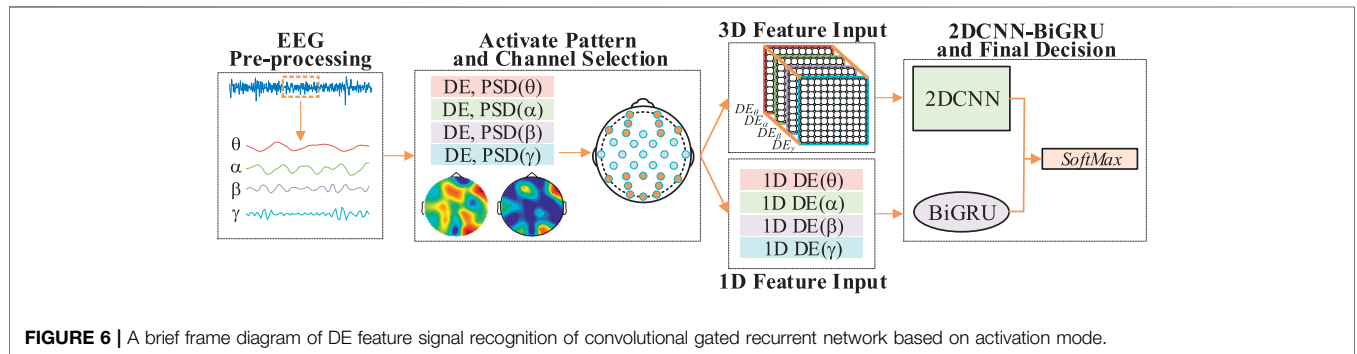 EEG
Pre-processing
θ
α
β
γ
Activate Pattern
and Channel Selection
DE, PSD(θ)
DE, PSD(α)
DE, PSD(β)
DE, PSD(γ)
3D Feature Input
DEθ
DEα
DEβ
DEγ
1D DE(θ)
1D DE(α)
1D DE(β)
1D DE(γ)
1D Feature Input
2DCNN-BiGRU
and Final Decision
2DCNN
BiGRU
SoftMax
FIGURE 6 | A brief frame diagram of DE feature signal recognition of convolutional gated recurrent network based on activation mode.